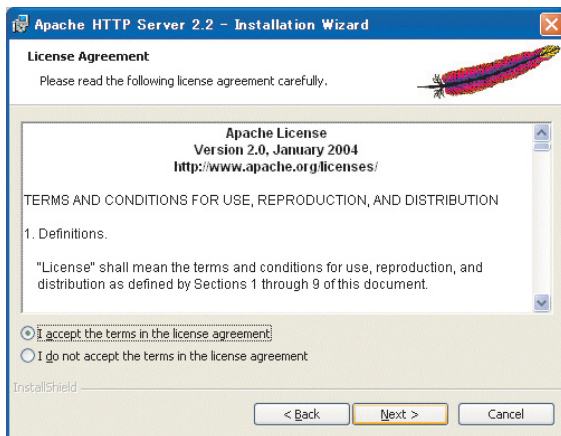 Apache HTTP Server 2.2 - Installation Wizard
License Agreement
Please read the following license agreement carefully.
Apache License
Version 2.0, January 2004
http://www.apache.org/licenses/
TERMS AND CONDITIONS FOR USE, REPRODUCTION, AND DISTRIBUTION
1. Definitions.
"License" shall mean the terms and conditions for use, reproduction, and
distribution as defined by Sections 1 through 9 of this document.
I accept the terms in the license agreement
I do not accept the terms in the license agreement
InstallShield
< Back Next > Cancel